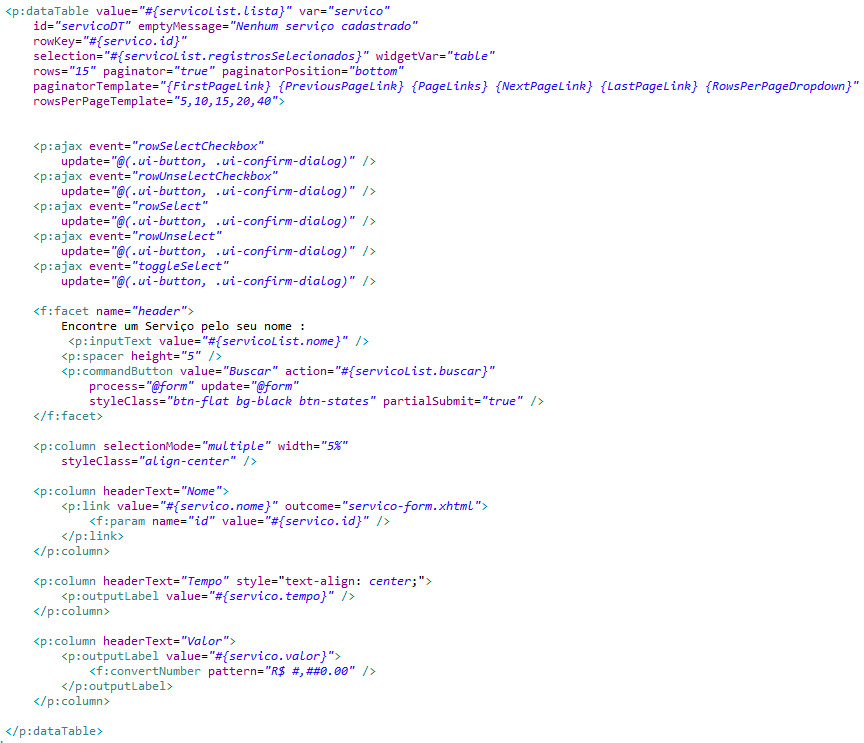 <p:dataTable value="#{servicoList.lista}" var="servico"
    id="servicoDT" emptyMessage="Nenhum serviço cadastrado"
    rowKey="#{servico.id}"
    selection="#{servicoList.registrosSelecionados}" widgetVar="table"
    rows="15" paginator="true" paginatorPosition="bottom"
    paginatorTemplate="{FirstPageLink} {PreviousPageLink} {PageLinks} {NextPageLink} {LastPageLink} {RowsPerPageDropdown}"
    rowsPerPageTemplate="5,10,15,20,40">
    <p:ajax event="rowSelectCheckbox"
        update="@(.ui-button, .ui-confirm-dialog)" />
    <p:ajax event="rowUnselectCheckbox"
        update="@(.ui-button, .ui-confirm-dialog)" />
    <p:ajax event="rowSelect"
        update="@(.ui-button, .ui-confirm-dialog)" />
    <p:ajax event="rowUnselect"
        update="@(.ui-button, .ui-confirm-dialog)" />
    <p:ajax event="toggleSelect"
        update="@(.ui-button, .ui-confirm-dialog)" />
    <f:facet name="header">
        Encontre um Serviço pelo seu nome :
         <p:inputText value="#{servicoList.nome}" />
        <p:spacer height="5" />
        <p:commandButton value="Buscar" action="#{servicoList.buscar}"
            process="@form" update="@form"
            styleClass="btn-flat bg-black btn-states" partialSubmit="true" />
    </f:facet>
    <p:column selectionMode="multiple" width="5%"
        styleClass="align-center" />
    <p:column headerText="Nome">
        <p:link value="#{servico.nome}" outcome="servico-form.xhtml">
            <f:param name="id" value="#{servico.id}" />
        </p:link>
    </p:column>
    <p:column headerText="Tempo" style="text-align: center;">
        <p:outputLabel value="#{servico.tempo}" />
    </p:column>
    <p:column headerText="Valor">
        <p:outputLabel value="#{servico.valor}">
            <f:convertNumber pattern="R$ #,##0.00" />
        </p:outputLabel>
    </p:column>
</p:dataTable>